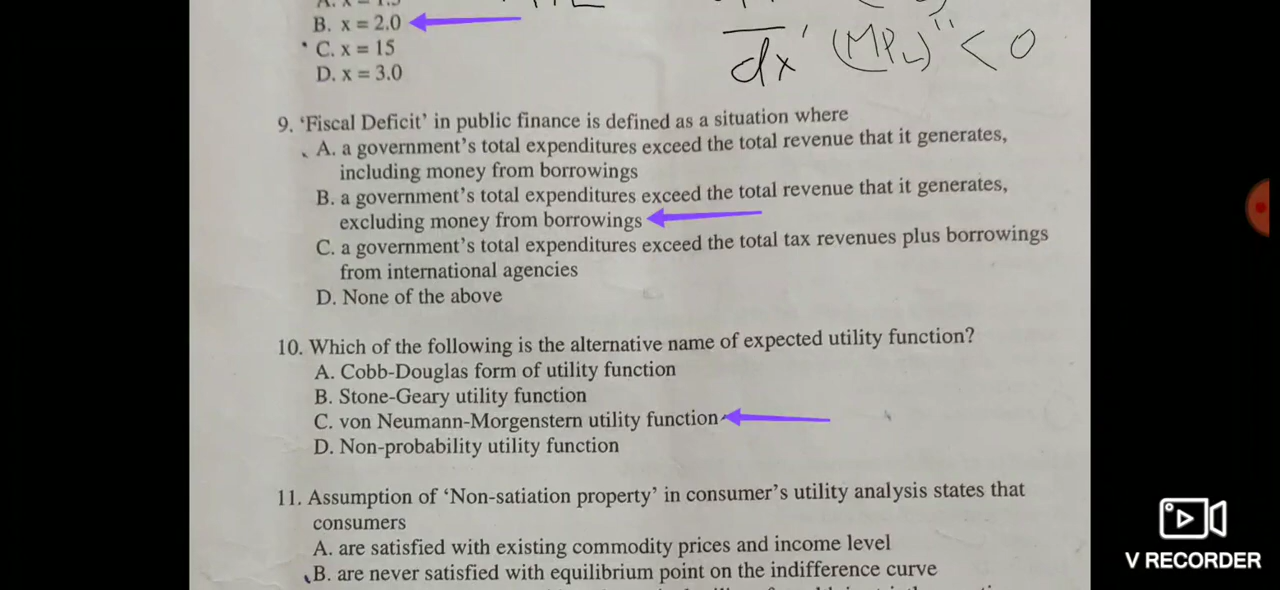 B. x = 2.0
C. x = 15
D. x = 3.0
dx (MPL)" < 0
9. ‘Fiscal Deficit’ in public finance is defined as a situation where
A. a government’s total expenditures exceed the total revenue that it generates,
including money from borrowings
B. a government’s total expenditures exceed the total revenue that it generates,
excluding money from borrowings
C. a government’s total expenditures exceed the total tax revenues plus borrowings
from international agencies
D. None of the above
10. Which of the following is the alternative name of expected utility function?
A. Cobb-Douglas form of utility function
B. Stone-Geary utility function
C. von Neumann-Morgenstern utility function
D. Non-probability utility function
11. Assumption of ‘Non-satiation property’ in consumer’s utility analysis states that
consumers
A. are satisfied with existing commodity prices and income level
B. are never satisfied with equilibrium point on the indifference curve
V RECORDER